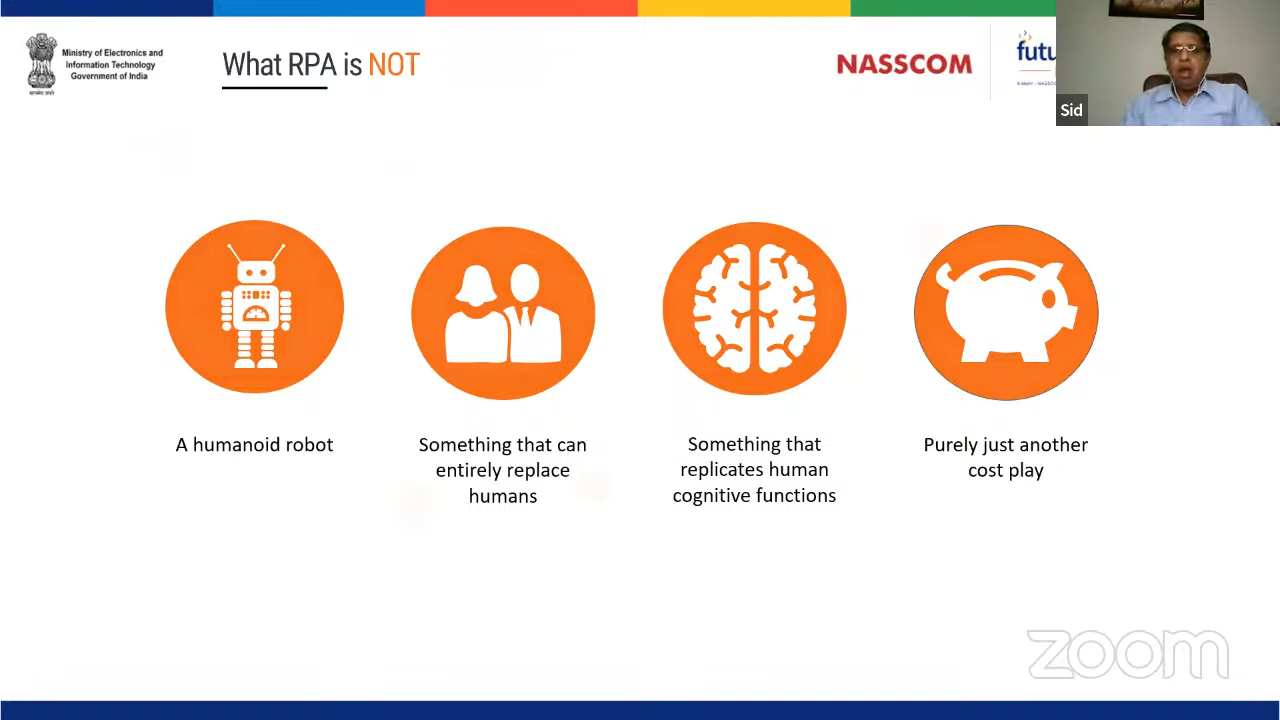 Ministry of Electronics and
Information Technology
Government of India
What RPA is NOT
NASSCOM
futu
Sid
A humanoid robot
Something that can
entirely replace
humans
Something that
replicates human
cognitive functions
Purely just another
cost play
zoom